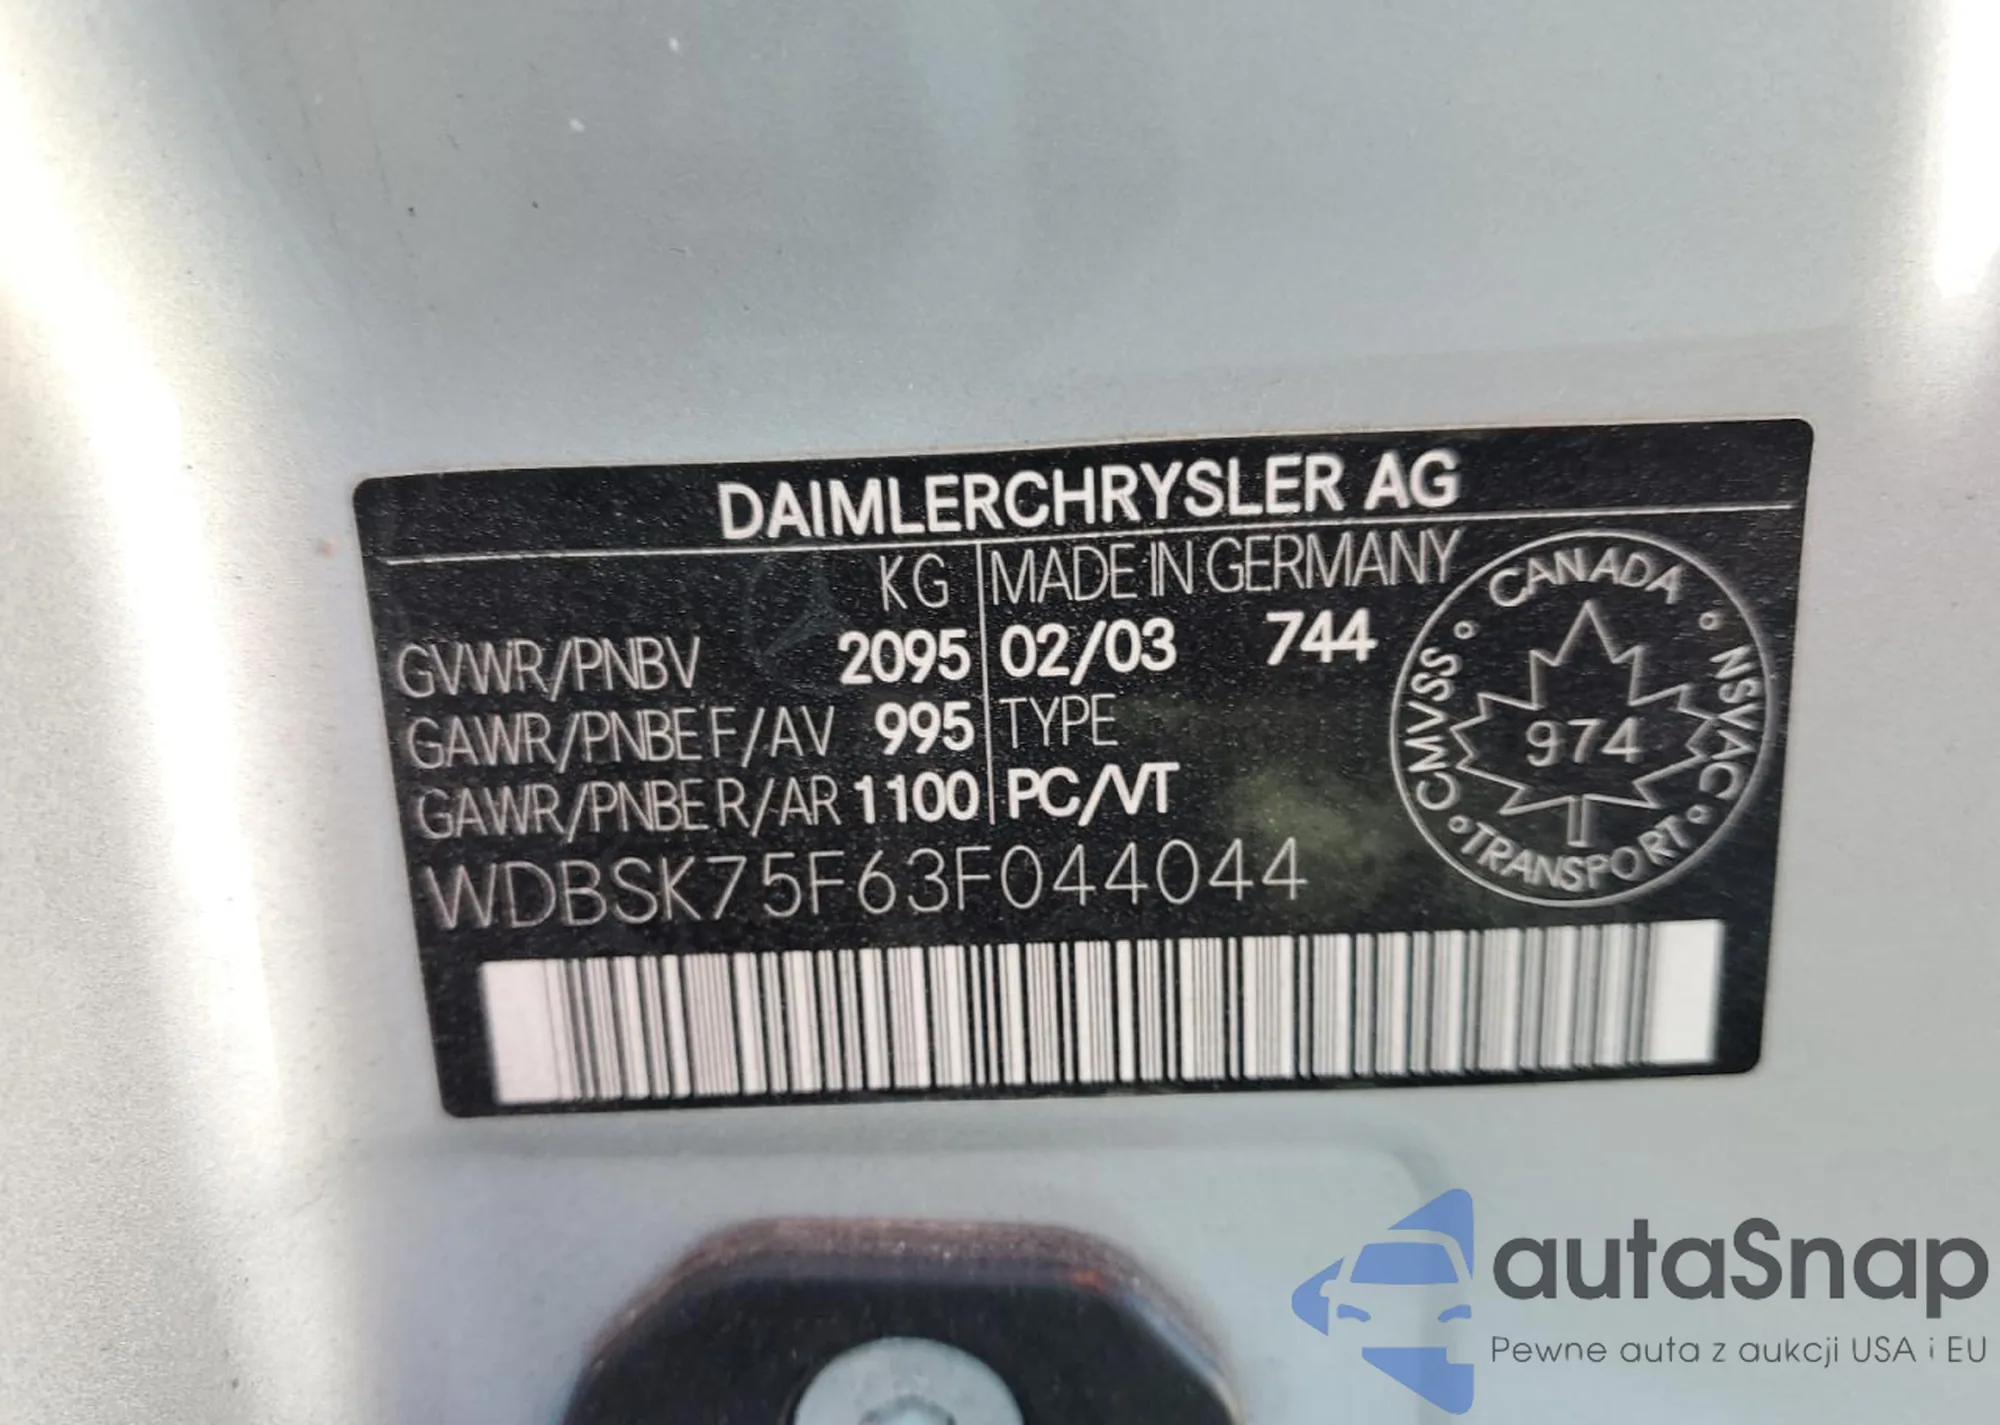 DAIMLERCHRYSLER AG
KG MADE IN GERMANY
GVWR/PNBV 2095 02/03 744
GAWR/PNBE F/AV 995 TYPE
GAWR/PNBE R/AR 1100 PC/VT
WDBSK75F63F044044
CANADA
CMVSS
NSVAC
TRANSPORT
974
autaSnap
Pewne auta z aukcji USA i EU